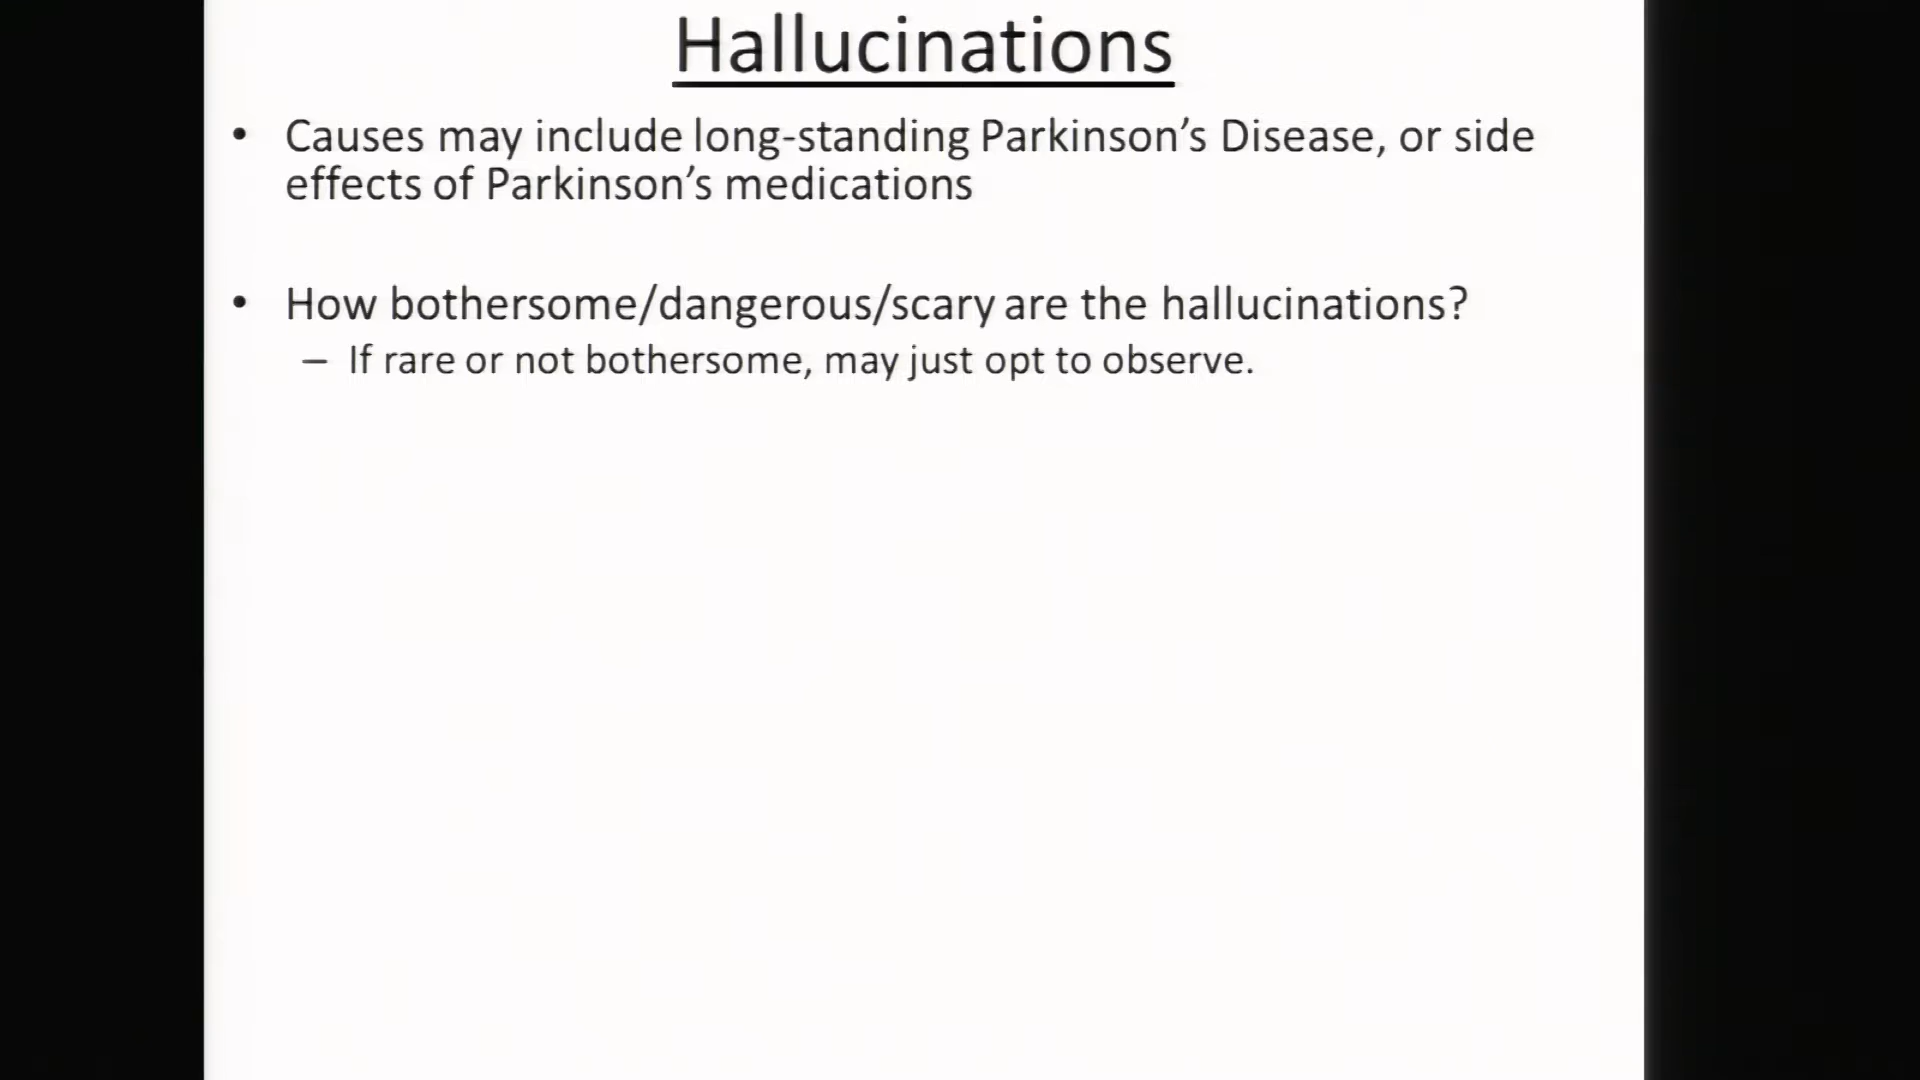 Hallucinations
• Causes may include long-standing Parkinson’s Disease, or side
effects of Parkinson’s medications
• How bothersome/dangerous/scary are the hallucinations?
– If rare or not bothersome, may just opt to observe.